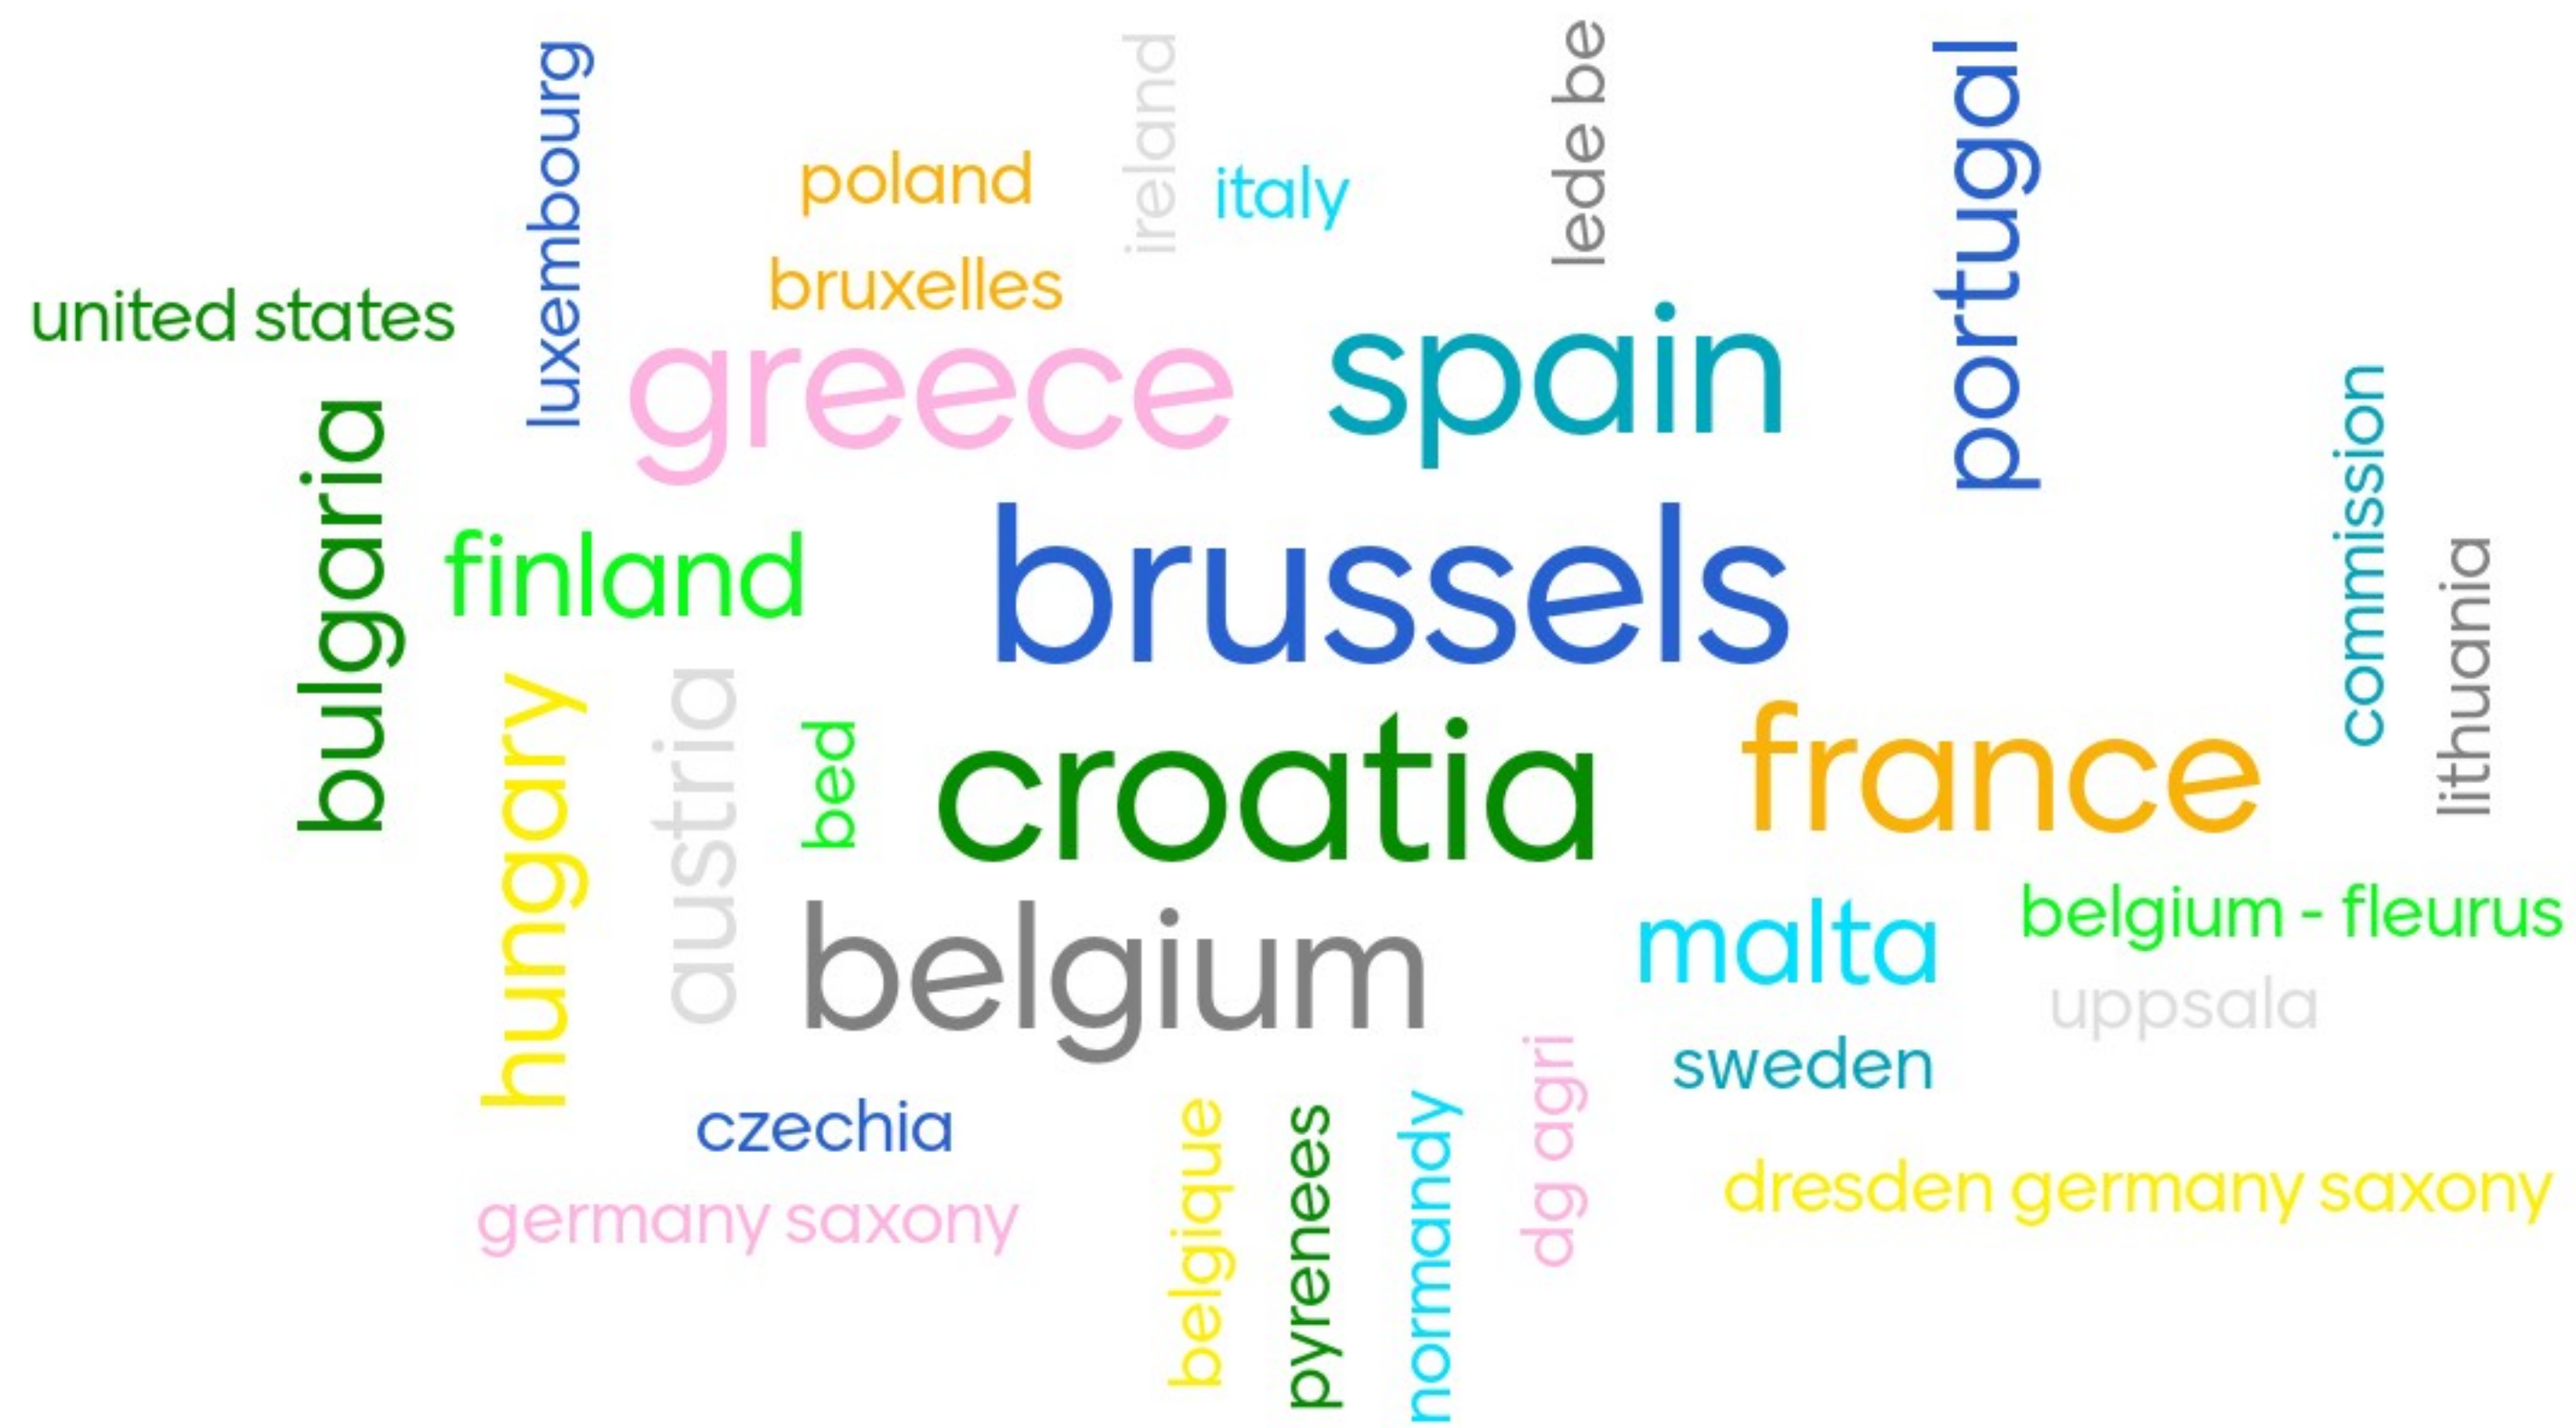 luxembourg
ireland
lede be
portugal
poland
italy
bruxelles
united states
greece
spain
commission
bulgaria
finland
brussels
lithuania
hungary
austria
bed
croatia
france
belgium
malta
belgium - fleurus
uppsala
sweden
dg agri
czechia
belgique
pyrenees
normandy
dresden germany saxony
germany saxony